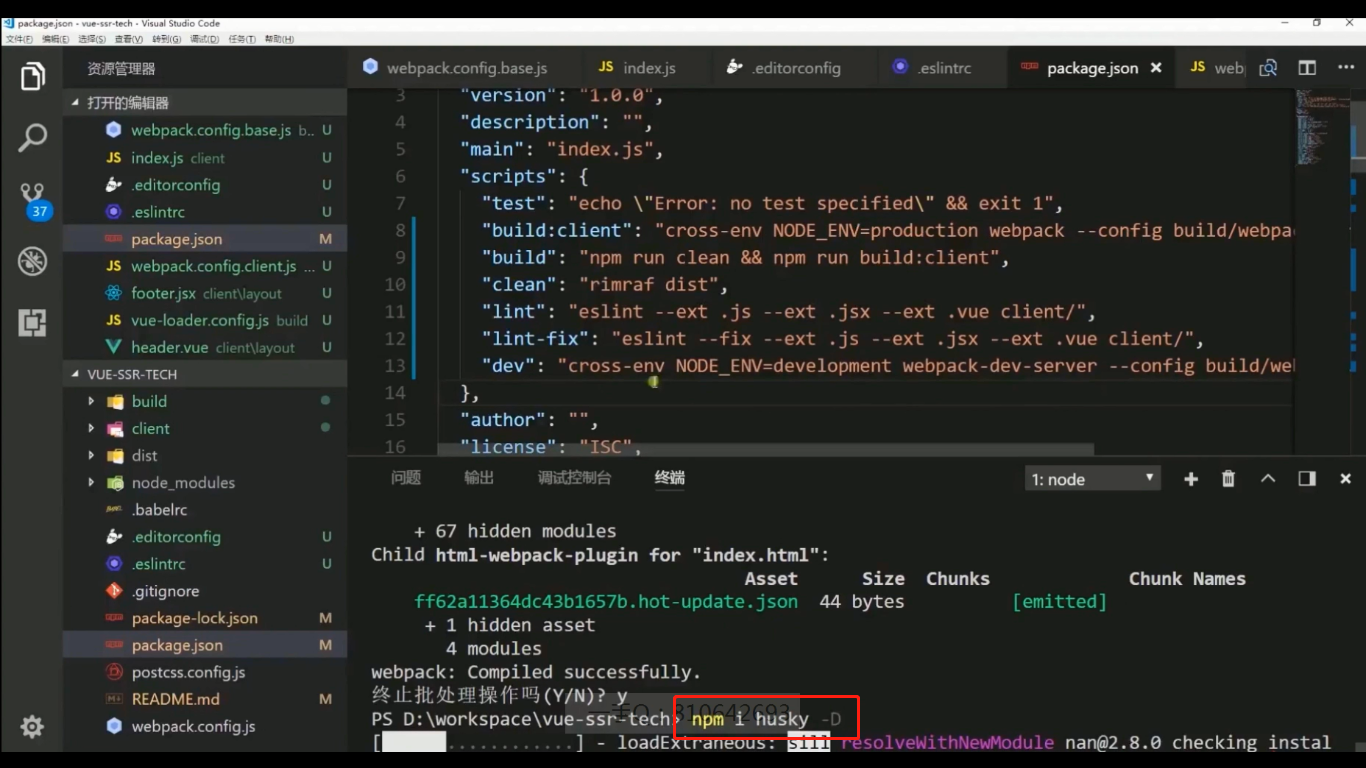 package.json - vue-ssr-tech - Visual Studio Code
文件(F) 编辑(E) 选择(S) 查看(V) 转到(G) 调试(D) 任务(T) 帮助(H)
资源管理器
webpack.config.base.js
JS index.js
.editorconfig
.eslintrc
package.json
JS webp
打开的编辑器
webpack.config.base.js b... U
JS index.js client U
.editorconfig U
.eslintrc U
package.json M
JS webpack.config.client.js ... U
footer.jsx client\layout U
JS vue-loader.config.js build U
header.vue client\layout U
VUE-SSR-TECH
build
client
dist
node_modules
.babelrc
.editorconfig U
.eslintrc U
.gitignore
package-lock.json M
package.json M
postcss.config.js
README.md M
webpack.config.js
37
3 "version": "1.0.0",
4 "description": "",
5 "main": "index.js",
6 "scripts": {
7 "test": "echo \"Error: no test specified\" && exit 1",
8 "build:client": "cross-env NODE_ENV=production webpack --config build/webpa
9 "build": "npm run clean && npm run build:client",
10 "clean": "rimraf dist",
11 "lint": "eslint --ext .js --ext .jsx --ext .vue client/",
12 "lint-fix": "eslint --fix --ext .js --ext .jsx --ext .vue client/",
13 "dev": "cross-env NODE_ENV=development webpack-dev-server --config build/we
14 },
15 "author": "",
16 "license": "ISC",
问题 输出 调试控制台 终端
1: node
+ 67 hidden modules
Child html-webpack-plugin for "index.html":
Asset Size Chunks Chunk Names
ff62a11364dc43b1657b.hot-update.json 44 bytes [emitted]
+ 1 hidden asset
4 modules
webpack: Compiled successfully.
终止批处理操作吗(Y/N)? y
PS D:\workspace\vue-ssr-tech> npm i husky -D
[ ............] - loadExtraneous: sill resolveWithNewModule nan@2.8.0 checking instal